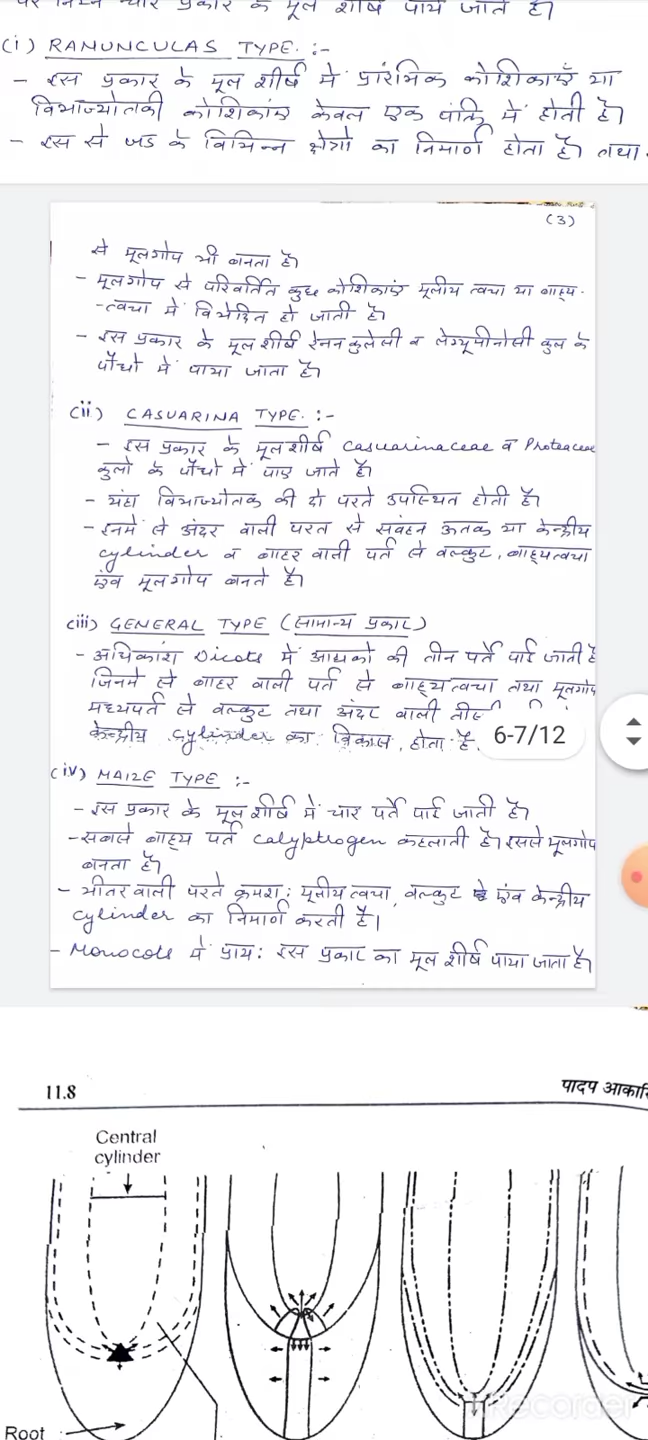 पर निम्न चार प्रकार के मूल शीर्ष पाये जाते है।
(i) RANUNCULAS TYPE :-
- इस प्रकार के मूल शीर्ष में प्रारंभिक कोशिकाएँ या
विभाज्योतकी कोशिकाएं केवल एक पंक्ति में होती है।
- इस से जड के विभिन्न क्षेत्रो का निर्माण होता है। तथा
(3)
से मूलगोप भी बनता है।
- मूलगोप से परिवर्तित कुछ कोशिकाएं मूलीय त्वचा या बाह्य
-त्वचा में विभेदित हो जाती है।
- इस प्रकार के मूल शीर्ष रेननकुलेसी व लेग्यूमीनोसी कुल के
पौंधो में पाया जाता है।
(ii) CASUARINA TYPE :-
- इस प्रकार के मूल शीर्ष Casuarinaceae व Proteaceae
कुलो के पौंधो में पाए जाते है।
- यंहा विभाज्योतक की दो परते उपस्थित होती है।
- इनमे से अंदर वाली परत से संवहन ऊतक या केन्द्रीय
cylinder व बाहर वाली पर्त से वल्कुट, बाह्यत्वचा
एंव मूलगोप बनते है।
(iii) GENERAL TYPE (सामान्य प्रकार)
- अधिकांश Dicots में आद्यको की तीन पर्ते पाई जाती है
जिनमे से बाहर वाली पर्त से बाह्यत्वचा तथा मूलगोप
मध्यपर्त से वल्कुट तथा अंदर वाली
केन्द्रीय cylinder का विकास होता है
6-7/12
(iv) MAIZE TYPE :-
- इस प्रकार के मूल शीर्ष में चार पर्ते पाई जाती है।
- सबसे बाह्य पर्त calyptrogen कहलाती है। इससे मूलगोप
बनता है।
- भीतर वाली परते क्रमश: मूलीय त्वचा, वल्कुट एंव केन्द्रीय
cylinder का निर्माण करती है।
- Monocots में प्राय: इस प्रकार का मूल शीर्ष पाया जाता है।
11.8
पादप आकारि
Central
cylinder
Root
Recorder